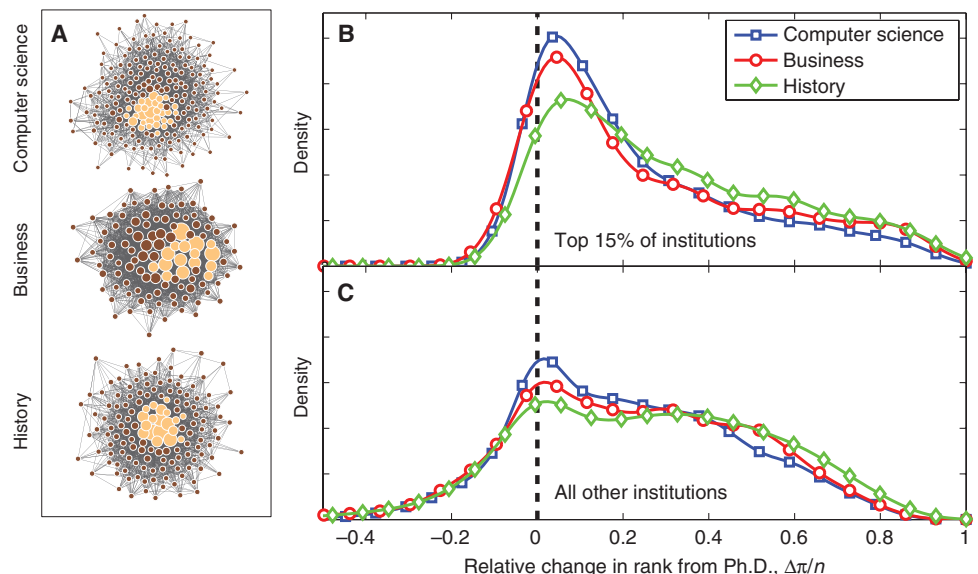 A
Computer science
Business
History
B
Density
Computer science
Business
History
Top 15% of institutions
C
Density
All other institutions
−0.4 −0.2 0 0.2 0.4 0.6 0.8 1
Relative change in rank from Ph.D., Δπ/n